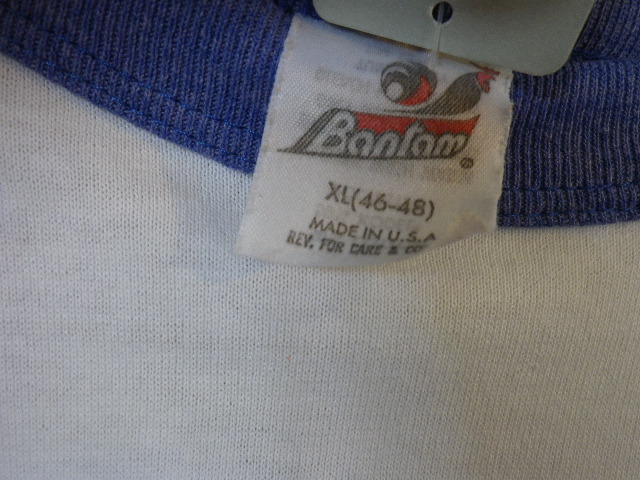 Bantam®
XL(46-48)
MADE IN U.S.A
REV. FOR CARE &